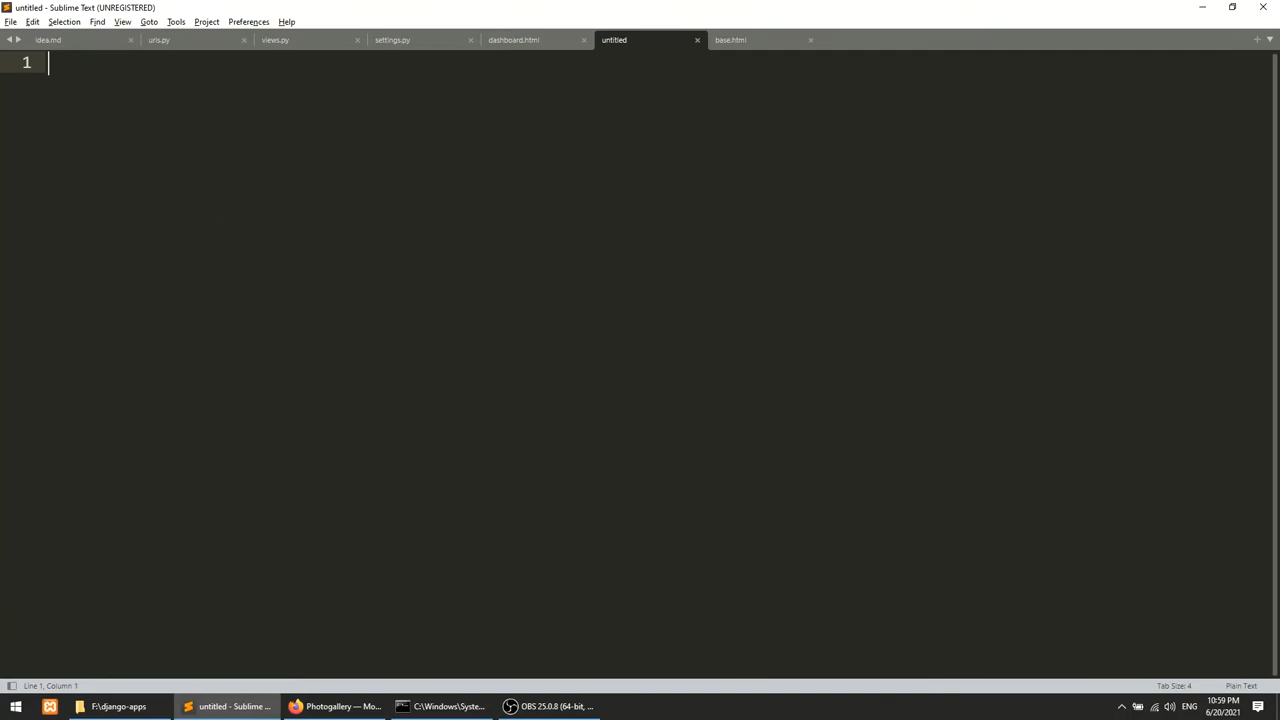 untitled - Sublime Text (UNREGISTERED)
File Edit Selection Find View Goto Tools Project Preferences Help
idea.md urls.py views.py settings.py dashboard.html untitled base.html
1
Line 1, Column 1 Tab Size: 4 Plain Text
F:\django-apps untitled - Sublime ... Photogallery — Mo... C:\Windows\Syste... OBS 25.0.8 (64-bit, ... ENG 10:59 PM
6/20/2021